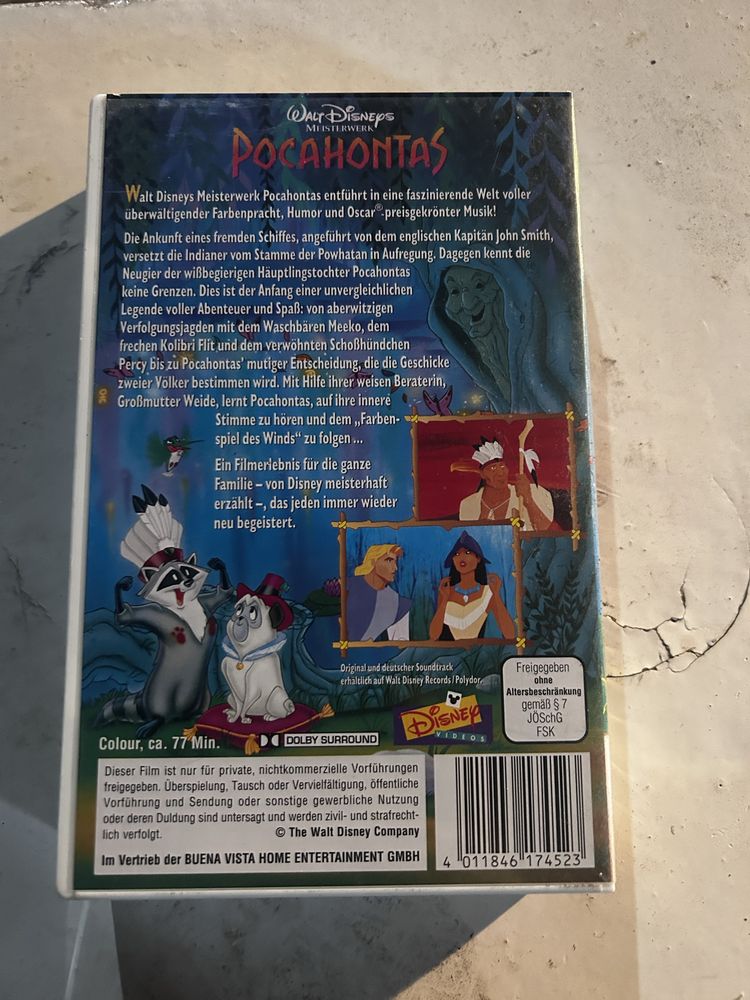 Walt Disneys
MEISTERWERK
POCAHONTAS
Walt Disneys Meisterwerk Pocahontas entführt in eine faszinierende Welt voller
überwältigender Farbenpracht, Humor und Oscar®-preisgekrönter Musik!
Die Ankunft eines fremden Schiffes, angeführt von dem englischen Kapitän John Smith,
versetzt die Indianer vom Stamme der Powhatan in Aufregung. Dagegen kennt die
Neugier der wißbegierigen Häuptlingstochter Pocahontas
keine Grenzen. Dies ist der Anfang einer unvergleichlichen
Legende voller Abenteuer und Spaß: von aberwitzigen
Verfolgungsjagden mit dem Waschbären Meeko, dem
frechen Kolibri Flit und dem verwöhnten Schoßhündchen
Percy bis zu Pocahontas' mutiger Entscheidung, die die Geschicke
zweier Völker bestimmen wird. Mit Hilfe ihrer weisen Beraterin,
Großmutter Weide, lernt Pocahontas, auf ihre innere
Stimme zu hören und dem „Farben-
spiel des Winds" zu folgen ...
Ein Filmerlebnis für die ganze
Familie – von Disney meisterhaft
erzählt –, das jeden immer wieder
neu begeistert.
Original und deutscher Soundtrack
erhältlich auf Walt Disney Records/Polydor.
Freigegeben
ohne
Altersbeschränkung
gemäß § 7
JÖSchG
FSK
DISNEY
VIDEOS
Colour, ca. 77 Min.
DOLBY SURROUND
Dieser Film ist nur für private, nichtkommerzielle Vorführungen
freigegeben. Überspielung, Tausch oder Vervielfältigung, öffentliche
Vorführung und Sendung oder sonstige gewerbliche Nutzung
oder deren Duldung sind untersagt und werden zivil- und strafrecht-
lich verfolgt.
© The Walt Disney Company
Im Vertrieb der BUENA VISTA HOME ENTERTAINMENT GMBH
4 011846 174523